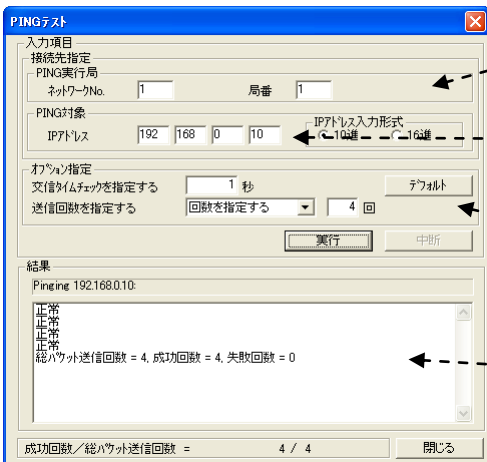 PINGテスト
入力項目
接続先指定
PING実行局
ネットワークNo. 1 局番 1
PING対象
IPアドレス 192 168 0 10
IPアドレス入力形式
10進 16進
オプション指定
交信タイムチェックを指定する 1 秒 デフォルト
送信回数を指定する 回数を指定する 4 回
実行 中断
結果
Pinging 192.168.0.10:
正常
正常
正常
正常
総パケット送信回数 = 4, 成功回数 = 4, 失敗回数 = 0
成功回数/総パケット送信回数 = 4 / 4 閉じる